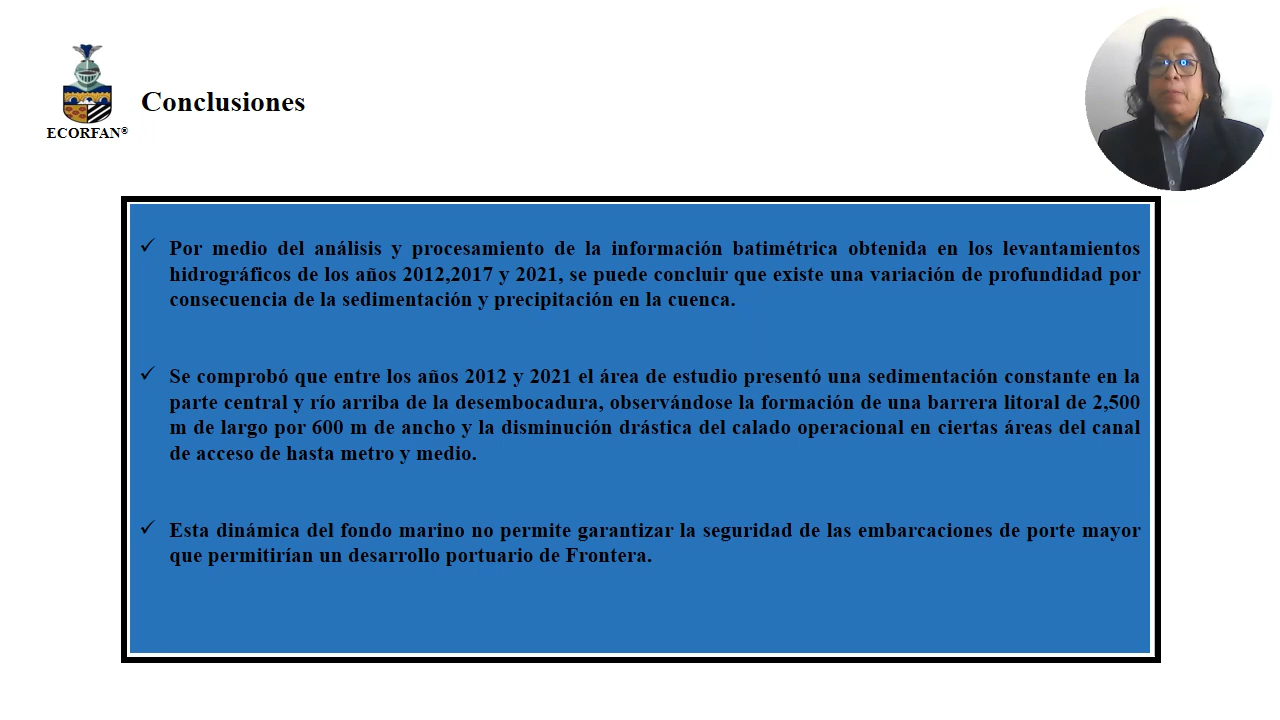 Conclusiones
ECORFAN®
✓ Por medio del análisis y procesamiento de la información batimétrica obtenida en los levantamientos
hidrográficos de los años 2012,2017 y 2021, se puede concluir que existe una variación de profundidad por
consecuencia de la sedimentación y precipitación en la cuenca.
✓ Se comprobó que entre los años 2012 y 2021 el área de estudio presentó una sedimentación constante en la
parte central y río arriba de la desembocadura, observándose la formación de una barrera litoral de 2,500
m de largo por 600 m de ancho y la disminución drástica del calado operacional en ciertas áreas del canal
de acceso de hasta metro y medio.
✓ Esta dinámica del fondo marino no permite garantizar la seguridad de las embarcaciones de porte mayor
que permitirían un desarrollo portuario de Frontera.